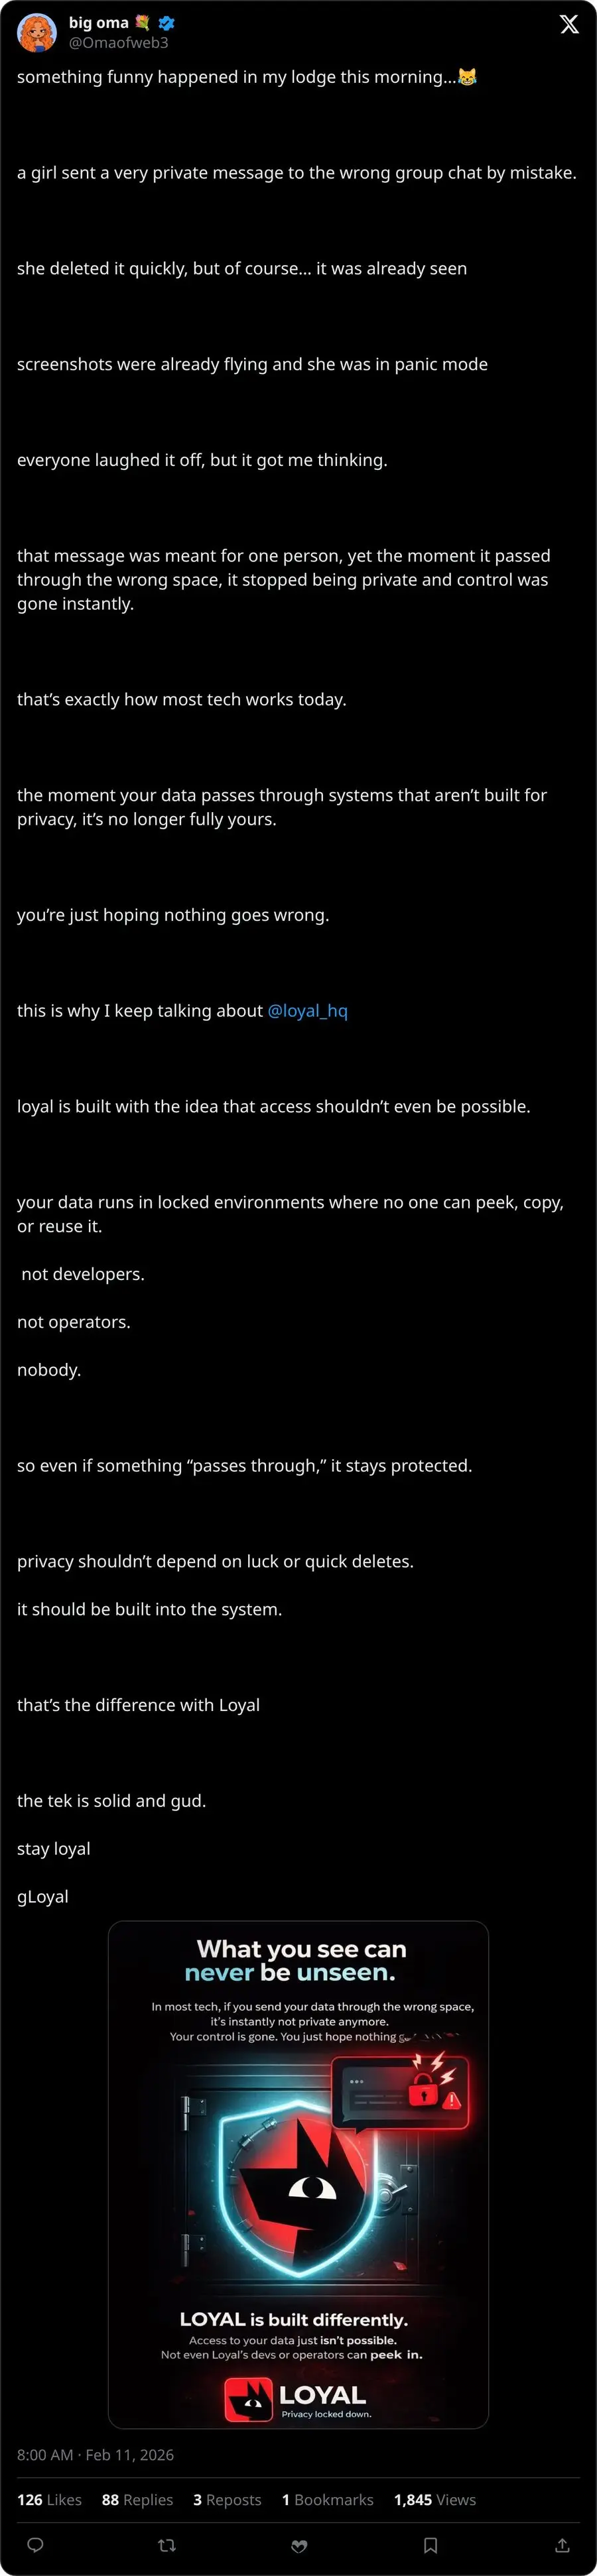 big oma 💐
@Omaofweb3
something funny happened in my lodge this morning...😹
a girl sent a very private message to the wrong group chat by mistake.
she deleted it quickly, but of course... it was already seen
screenshots were already flying and she was in panic mode
everyone laughed it off, but it got me thinking.
that message was meant for one person, yet the moment it passed
through the wrong space, it stopped being private and control was
gone instantly.
that’s exactly how most tech works today.
the moment your data passes through systems that aren’t built for
privacy, it’s no longer fully yours.
you’re just hoping nothing goes wrong.
this is why I keep talking about @loyal_hq
loyal is built with the idea that access shouldn’t even be possible.
your data runs in locked environments where no one can peek, copy,
or reuse it.
not developers.
not operators.
nobody.
so even if something “passes through,” it stays protected.
privacy shouldn’t depend on luck or quick deletes.
it should be built into the system.
that’s the difference with Loyal
the tek is solid and gud.
stay loyal
gLoyal
What you see can
never be unseen.
In most tech, if you send your data through the wrong space,
it’s instantly not private anymore.
Your control is gone. You just hope nothing
LOYAL is built differently.
Access to your data just isn’t possible.
Not even Loyal’s devs or operators can peek in.
LOYAL
Privacy locked down.
8:00 AM · Feb 11, 2026
126 Likes 88 Replies 3 Reposts 1 Bookmarks 1,845 Views